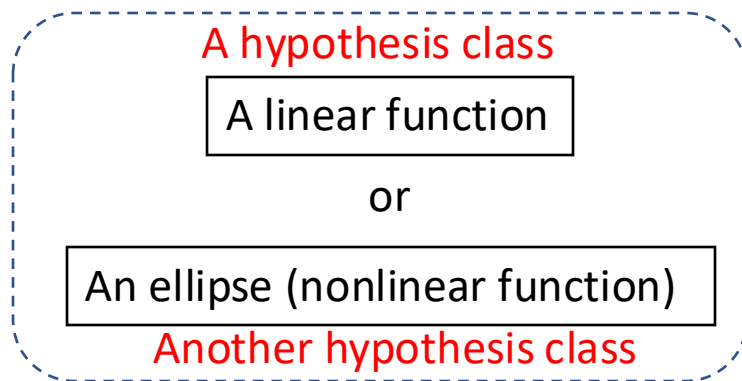 A hypothesis class
A linear function
or
An ellipse (nonlinear function)
Another hypothesis class